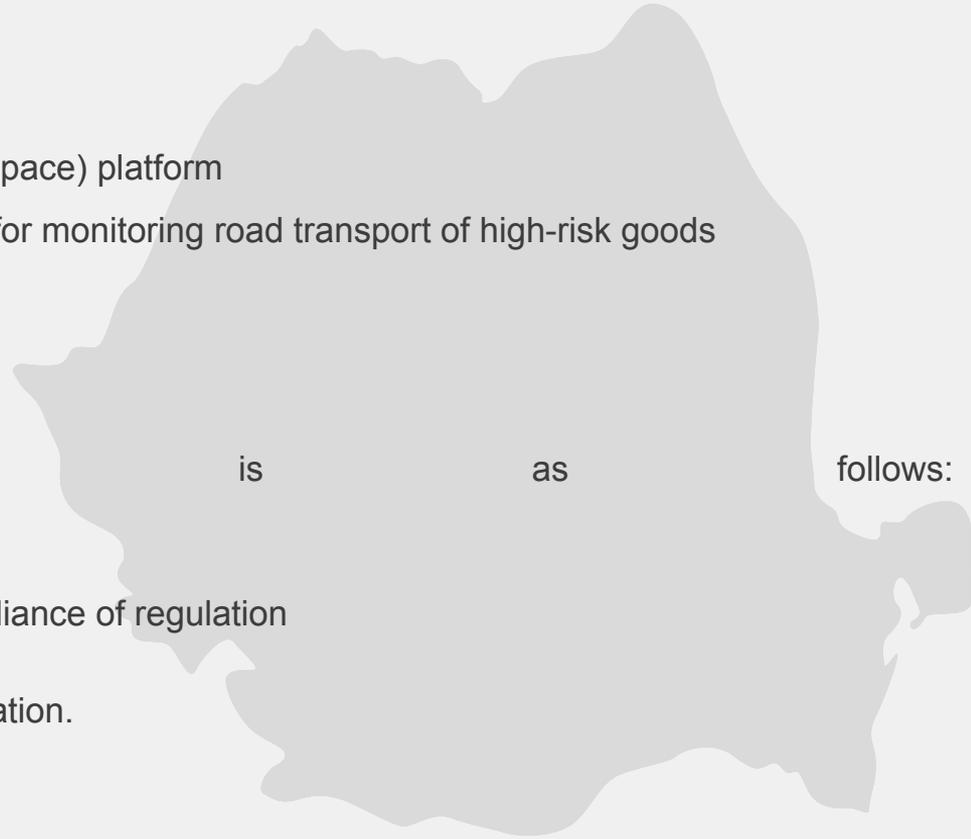 pace) platform
for monitoring road transport of high-risk goods
is as follows:
liance of regulation
ation.